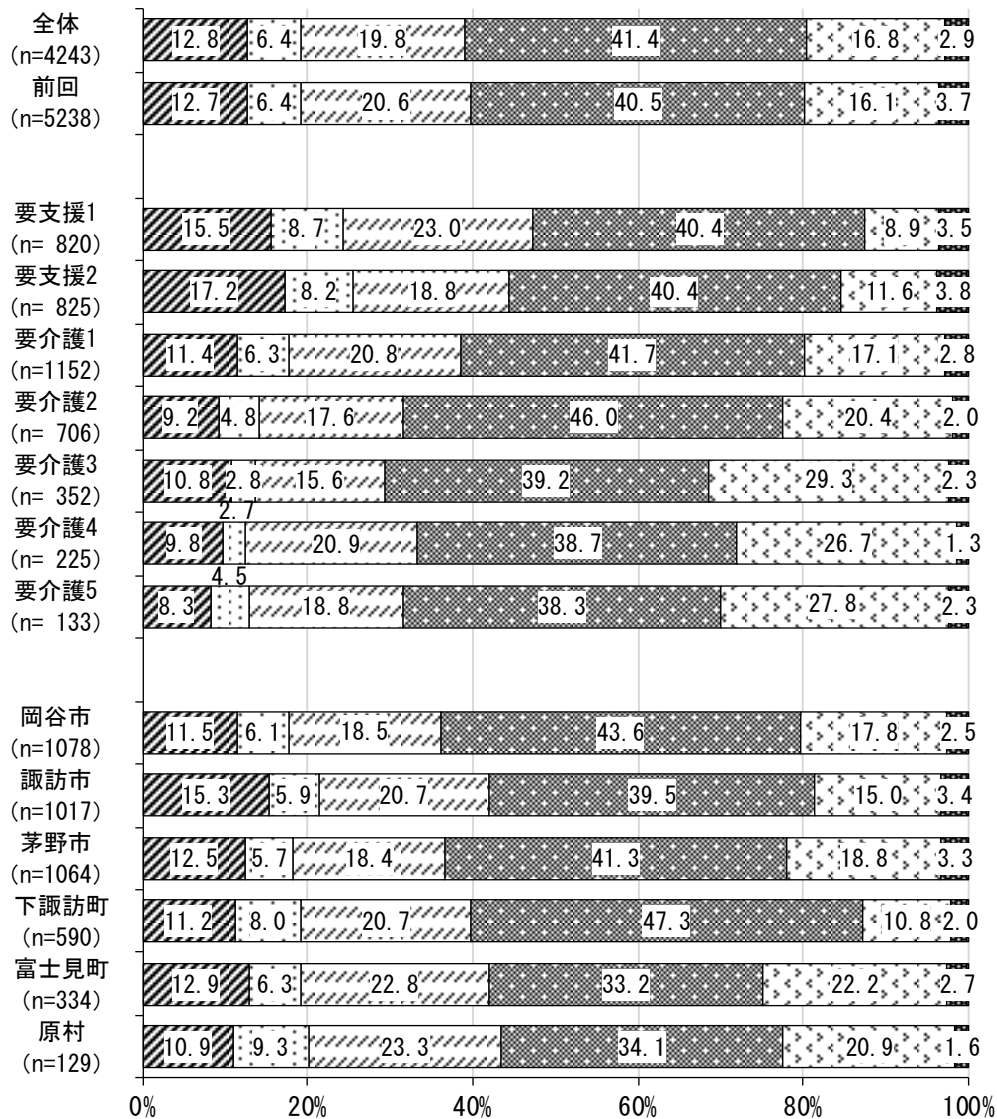 全体
(n=4243)
12.8 6.4 19.8 41.4 16.8 2.9
前回
(n=5238)
12.7 6.4 20.6 40.5 16.1 3.7
要支援1
(n= 820)
15.5 8.7 23.0 40.4 8.9 3.5
要支援2
(n= 825)
17.2 8.2 18.8 40.4 11.6 3.8
要介護1
(n=1152)
11.4 6.3 20.8 41.7 17.1 2.8
要介護2
(n= 706)
9.2 4.8 17.6 46.0 20.4 2.0
要介護3
(n= 352)
10.8 2.8 15.6 39.2 29.3 2.3
要介護4
(n= 225)
9.8 2.7 20.9 38.7 26.7 1.3
要介護5
(n= 133)
8.3 4.5 18.8 38.3 27.8 2.3
岡谷市
(n=1078)
11.5 6.1 18.5 43.6 17.8 2.5
諏訪市
(n=1017)
15.3 5.9 20.7 39.5 15.0 3.4
茅野市
(n=1064)
12.5 5.7 18.4 41.3 18.8 3.3
下諏訪町
(n=590)
11.2 8.0 20.7 47.3 10.8 2.0
富士見町
(n=334)
12.9 6.3 22.8 33.2 22.2 2.7
原村
(n=129)
10.9 9.3 23.3 34.1 20.9 1.6
0% 20% 40% 60% 80% 100%